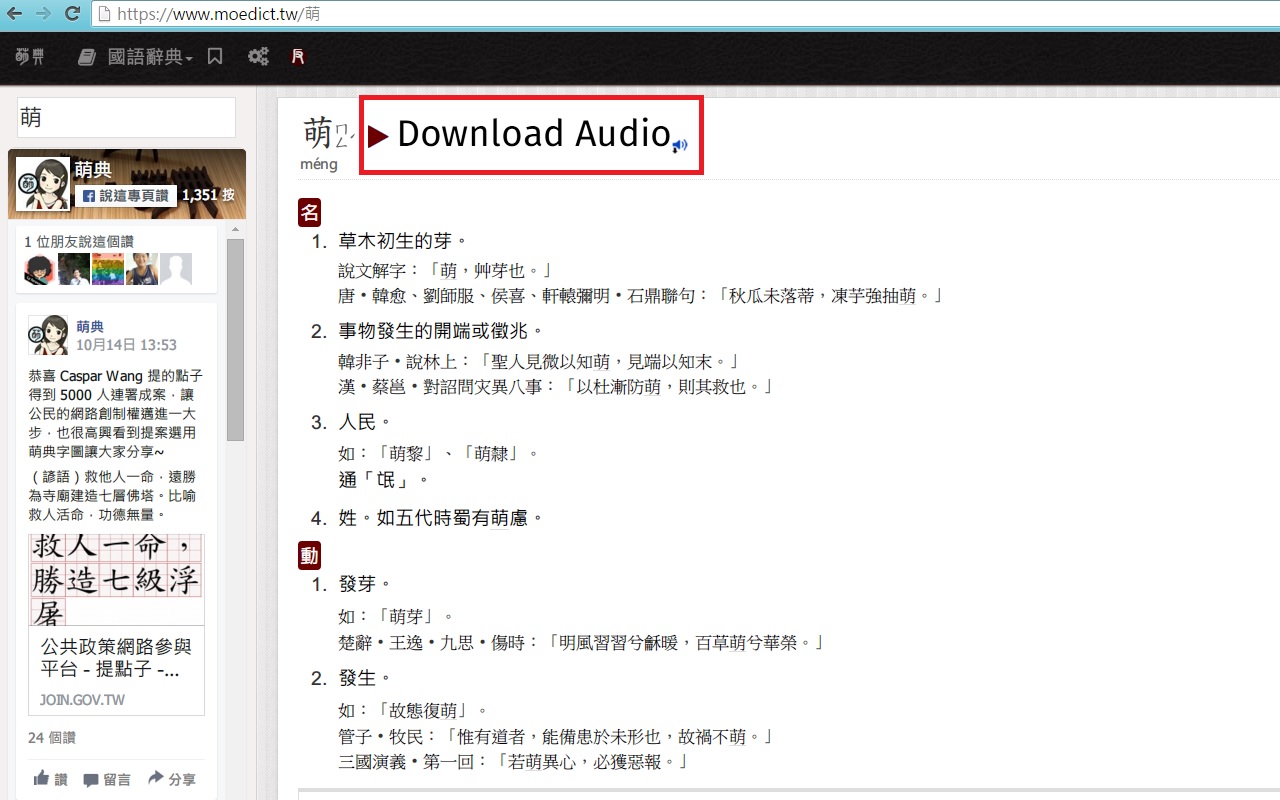 https://www.moedict.tw/萌
萌典
國語辭典
萌
萌
ㄇㄥˊ
Download Audio
méng
萌典
說這專頁讚
1,351 按
1 位朋友說這個讚
萌典
10月14日 13:53
恭喜 Caspar Wang 提的點子
得到 5000 人連署成案，讓
公民的網路創制權邁進一大
步，也很高興看到提案選用
萌典字圖讓大家分享~
（諺語）救他人一命，遠勝
為寺廟建造七層佛塔。比喻
救人活命，功德無量。
救人一命，
勝造七級浮
屠
公共政策網路參與
平台 - 提點子 -...
JOIN.GOV.TW
24 個讚
讚 留言 分享
名
1. 草木初生的芽。
說文解字：「萌，艸芽也。」
唐‧韓愈、劉師服、侯喜、軒轅彌明‧石鼎聯句：「秋瓜未落蒂，凍芋強抽萌。」
2. 事物發生的開端或徵兆。
韓非子‧說林上：「聖人見微以知萌，見端以知末。」
漢‧蔡邕‧對詔問灾異八事：「以杜漸防萌，則其救也。」
3. 人民。
如：「萌黎」、「萌隸」。
通「氓」。
4. 姓。如五代時蜀有萌慮。
動
1. 發芽。
如：「萌芽」。
楚辭‧王逸‧九思‧傷時：「明風習習兮龢暖，百草萌兮華榮。」
2. 發生。
如：「故態復萌」。
管子‧牧民：「惟有道者，能備患於未形也，故禍不萌。」
三國演義‧第一回：「若萌異心，必獲惡報。」